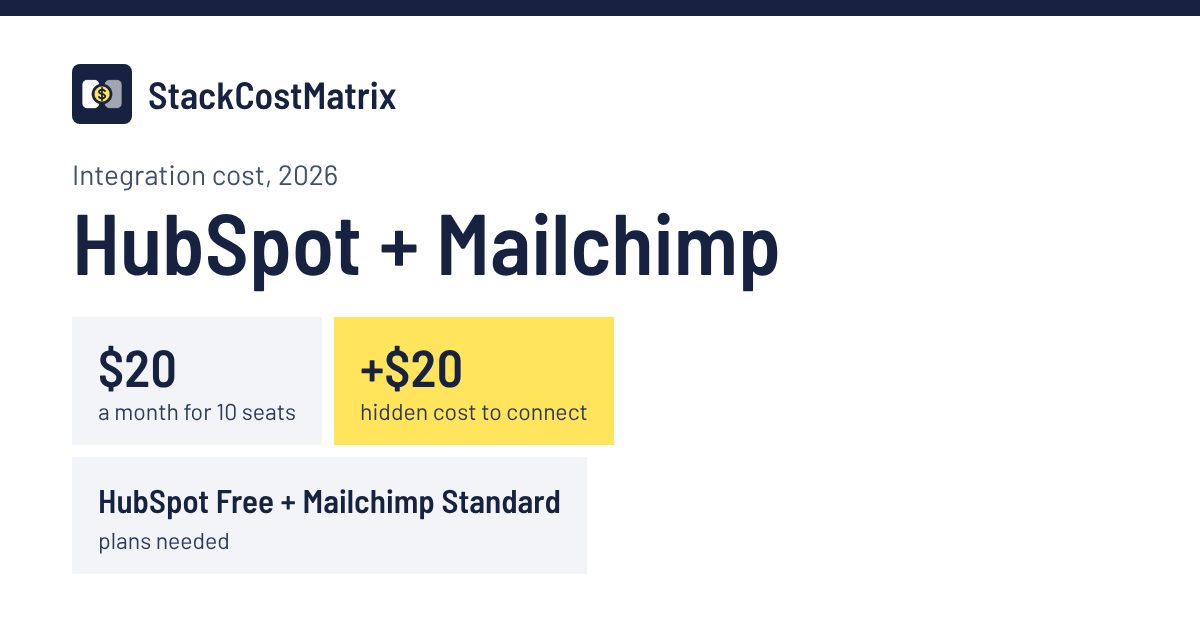 StackCostMatrix
Integration cost, 2026
HubSpot + Mailchimp
$20
a month for 10 seats
+$20
hidden cost to connect
HubSpot Free + Mailchimp Standard
plans needed